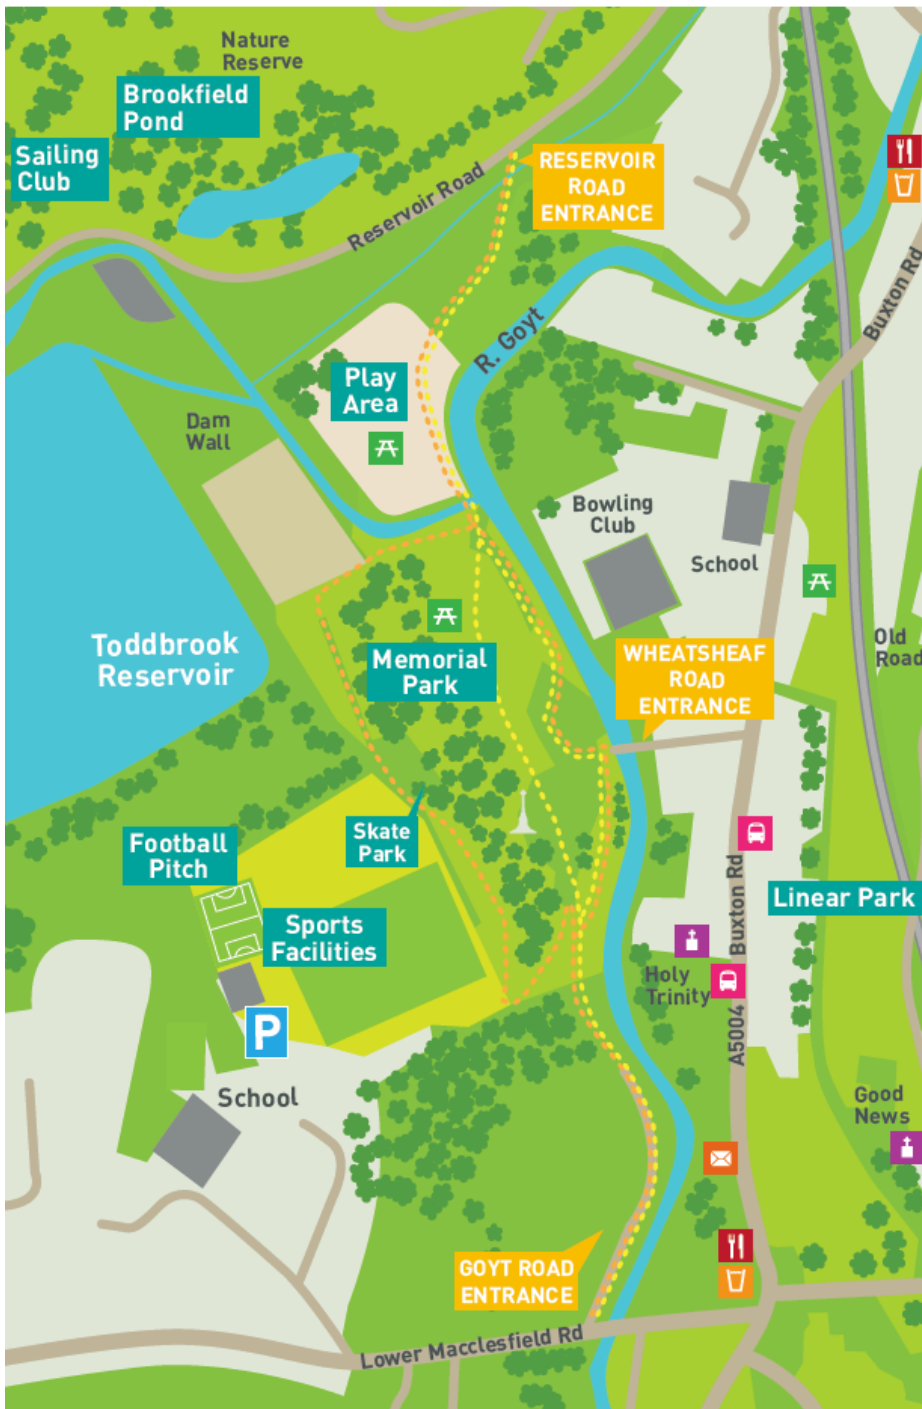 Nature
Reserve
Brookfield
Pond
Sailing
Club
RESERVOIR
ROAD
ENTRANCE
Reservoir Road
Buxton Rd
R. Goyt
Play
Area
Dam
Wall
Bowling
Club
School
Toddbrook
Reservoir
Memorial
Park
WHEATSHEAF
ROAD
ENTRANCE
Old
Road
Skate
Park
Football
Pitch
Sports
Facilities
Linear Park
A5004 Buxton Rd
Holy
Trinity
P
School
Good
News
GOYT ROAD
ENTRANCE
Lower Macclesfield Rd